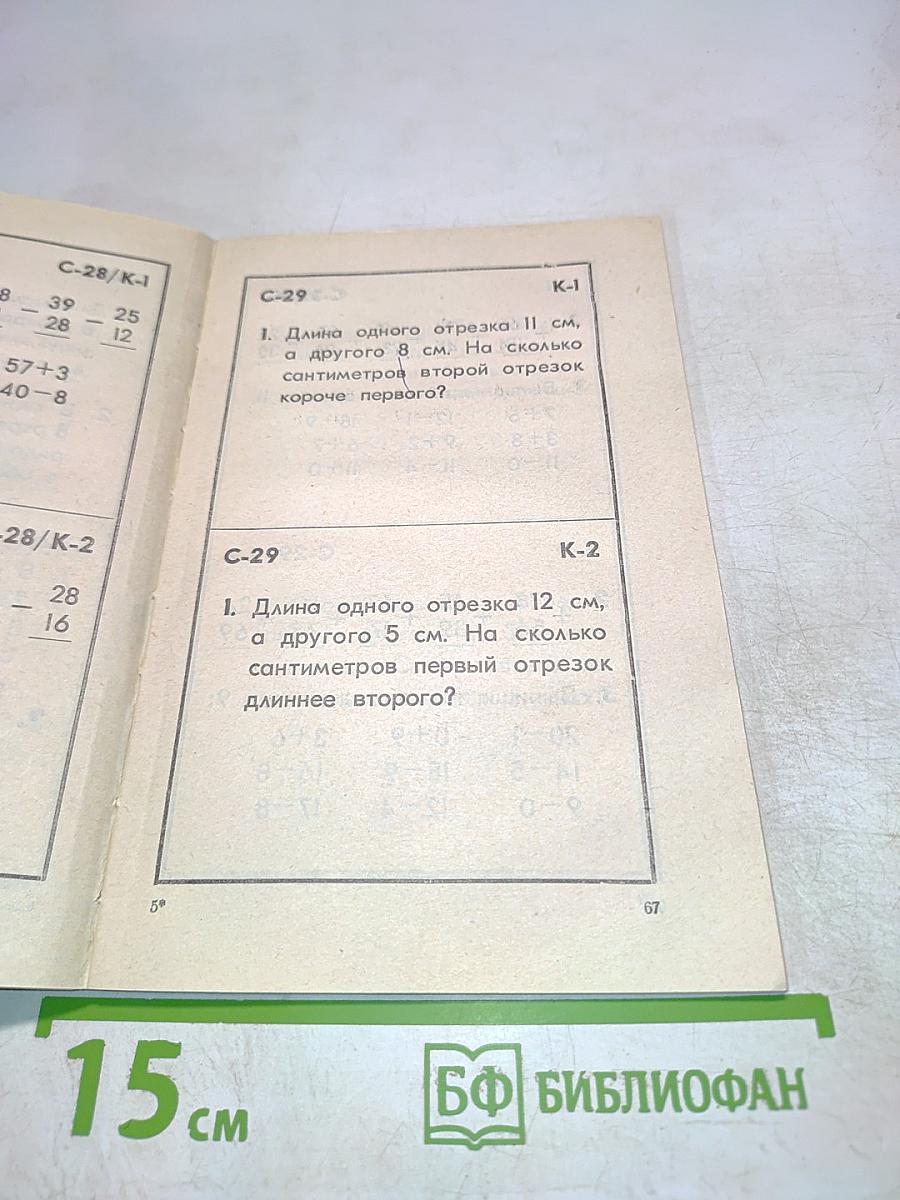 С-28/К-1
8 − 39 − 25
28 12
57+3
40−8
-28/К-2
− 28
16
С-29 К-1
1. Длина одного отрезка 11 см,
а другого 8 см. На сколько
сантиметров второй отрезок
короче первого?
С-29 К-2
1. Длина одного отрезка 12 см,
а другого 5 см. На сколько
сантиметров первый отрезок
длиннее второго?
5* 67
15 см
БФ БИБЛИОФАН